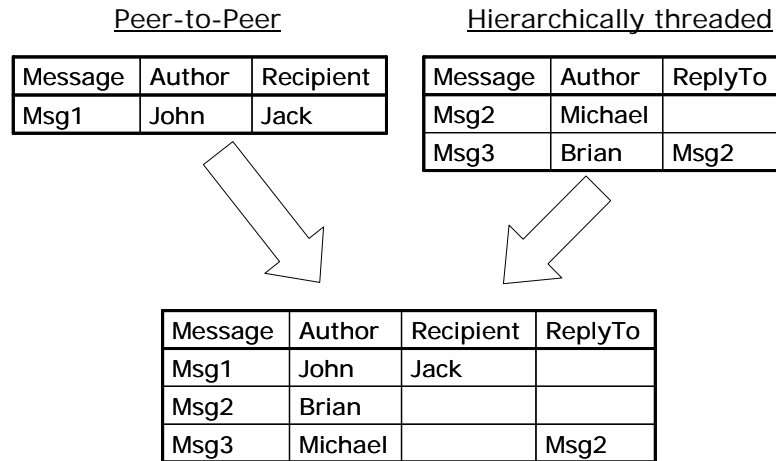 Peer-to-Peer
Message Author Recipient
Msg1 John Jack
Hierarchically threaded
Message Author ReplyTo
Msg2 Michael
Msg3 Brian Msg2
Message Author Recipient ReplyTo
Msg1 John Jack
Msg2 Brian
Msg3 Michael Msg2